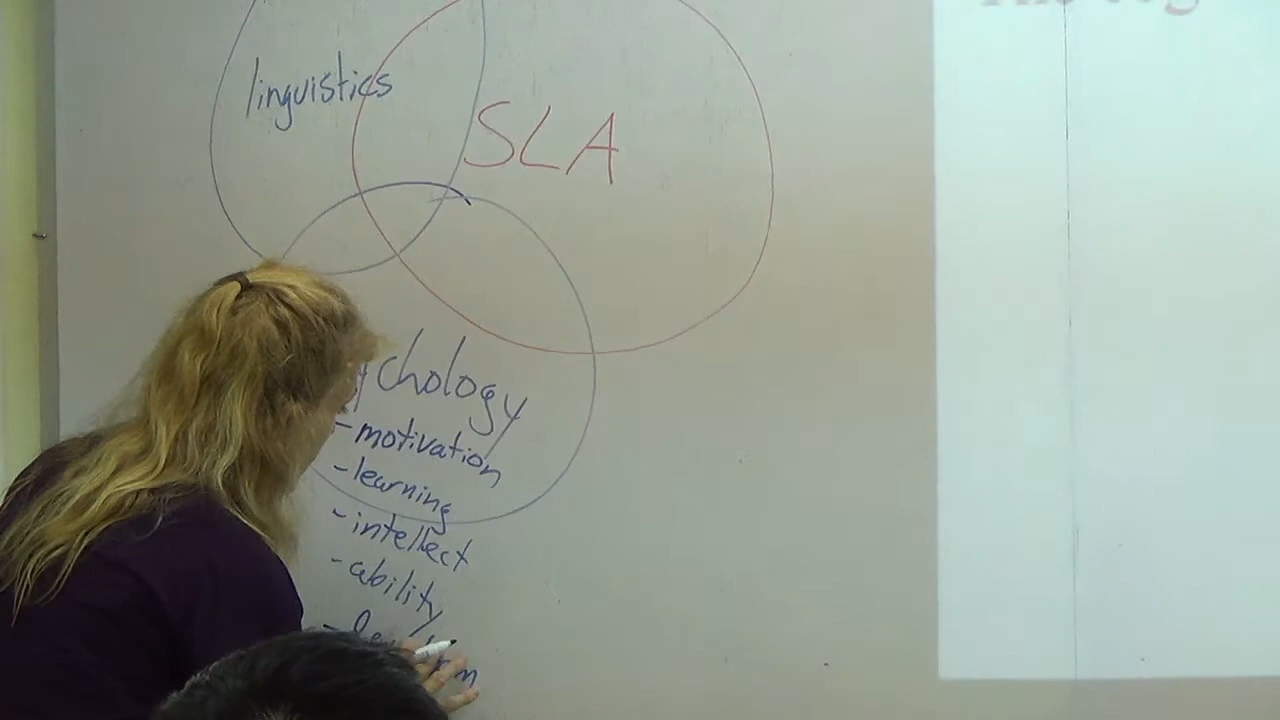 linguistics
SLA
chology
- motivation
- learning
- intellect
- ability